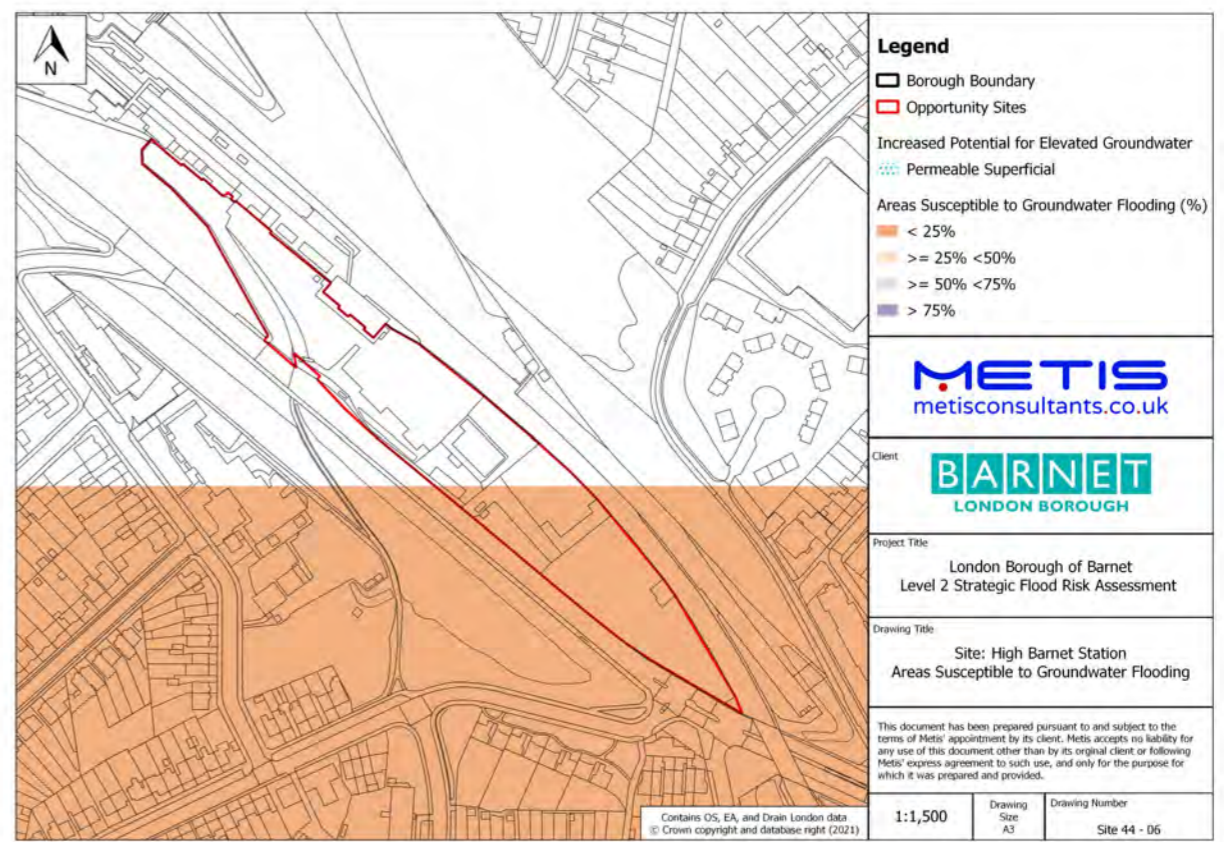 N
Legend
Borough Boundary
Opportunity Sites
Increased Potential for Elevated Groundwater
Permeable Superficial
Areas Susceptible to Groundwater Flooding (%)
< 25%
>= 25% <50%
>= 50% <75%
> 75%
METIS
metisconsultants.co.uk
Client
BARNET
LONDON BOROUGH
Project Title
London Borough of Barnet
Level 2 Strategic Flood Risk Assessment
Drawing Title
Site: High Barnet Station
Areas Susceptible to Groundwater Flooding
This document has been prepared pursuant to and subject to the
terms of Metis' appointment by its client. Metis accepts no liability for
any use of this document other than by its orginal client or following
Metis' express agreement to such use, and only for the purpose for
which it was prepared and provided.
Contains OS, EA, and Drain London data
© Crown copyright and database right (2021)
1:1,500
Drawing
Size
A3
Drawing Number
Site 44 - 06